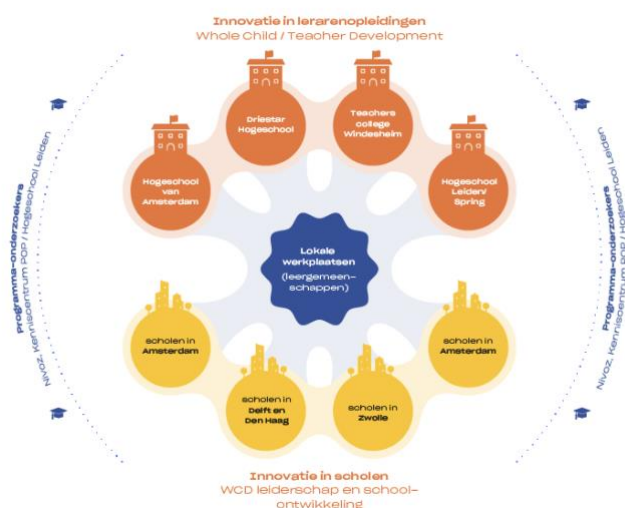 Innovatie in lerarenopleidingen
Whole Child / Teacher Development
Driestar
Hogeschool
Teachers
college
Windesheim
Hogeschool
van
Amsterdam
Hogeschool
Leiden/
Spring
Programma-onderzoekers
Nivoz, Kenniscentrum POP / Hogeschool Leiden
Lokale
werkplaatsen
(leergemeen-
schappen)
Programma-onderzoekers
Nivoz, Kenniscentrum POP / Hogeschool Leiden
scholen in
Amsterdam
scholen in
Delft en
Den Haag
scholen in
Zwolle
scholen in
Amsterdam
Innovatie in scholen
WCD leiderschap en school-
ontwikkeling